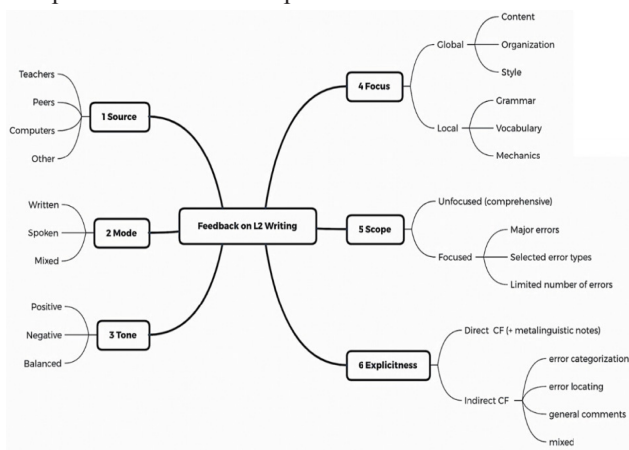 Feedback on L2 Writing
1 Source
Teachers
Peers
Computers
Other
2 Mode
Written
Spoken
Mixed
3 Tone
Positive
Negative
Balanced
4 Focus
Global
Content
Organization
Style
Local
Grammar
Vocabulary
Mechanics
5 Scope
Unfocused (comprehensive)
Focused
Major errors
Selected error types
Limited number of errors
6 Explicitness
Direct CF (+ metalinguistic notes)
Indirect CF
error categorization
error locating
general comments
mixed